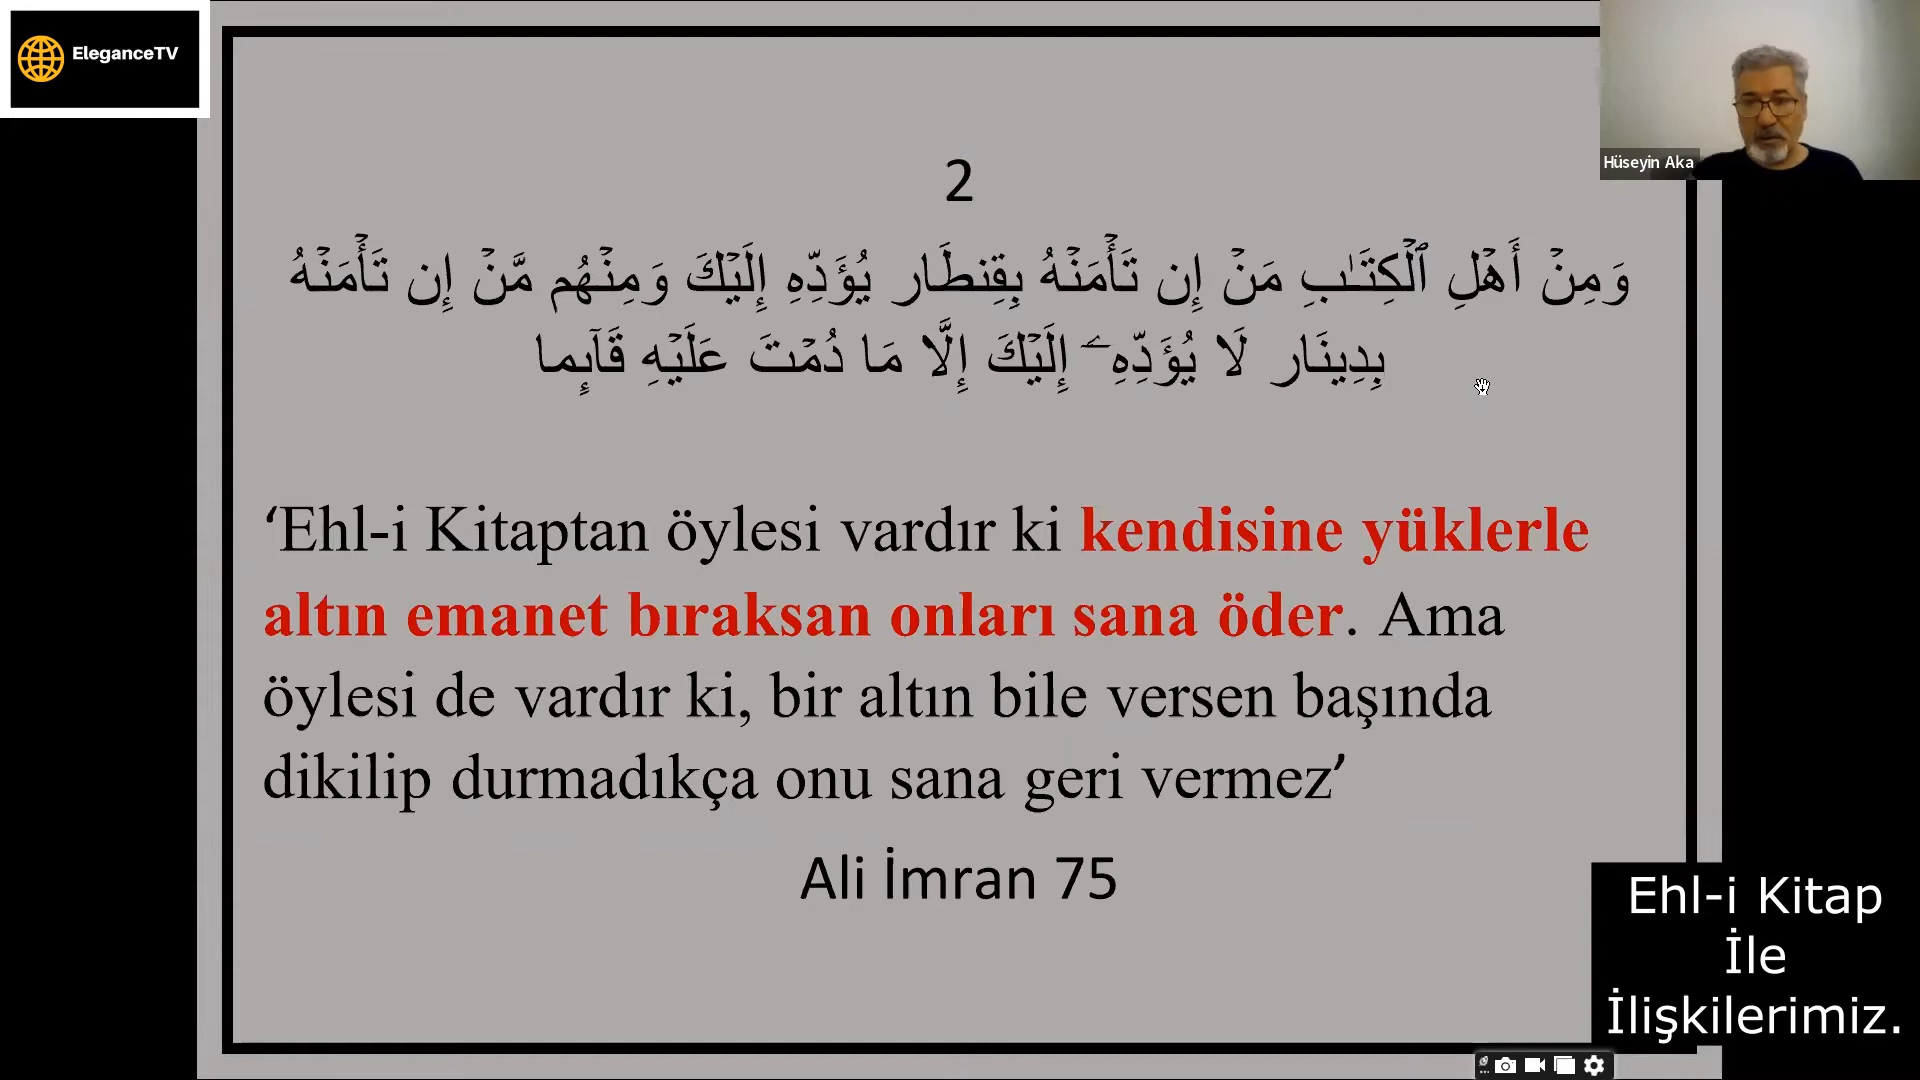 EleganceTV
Hüseyin Aka
2
وَمِنۡ أَهۡلِ ٱلۡكِتَـٰبِ مَنۡ إِن تَأۡمَنۡهُ بِقِنطَار يُؤَدِّهِ إِلَيۡكَ وَمِنۡهُم مَّنۡ إِن تَأۡمَنۡهُ
بِدِينَار لَا يُؤَدِّهِۦۤ إِلَيۡكَ إِلَّا مَا دُمۡتَ عَلَيۡهِ قَاۤىِٕما
‘Ehl-i Kitaptan öylesi vardır ki kendisine yüklerle
altın emanet bıraksan onları sana öder. Ama
öylesi de vardır ki, bir altın bile versen başında
dikilip durmadıkça onu sana geri vermez’
Ali İmran 75
Ehl-i Kitap
İle
İlişkilerimiz.